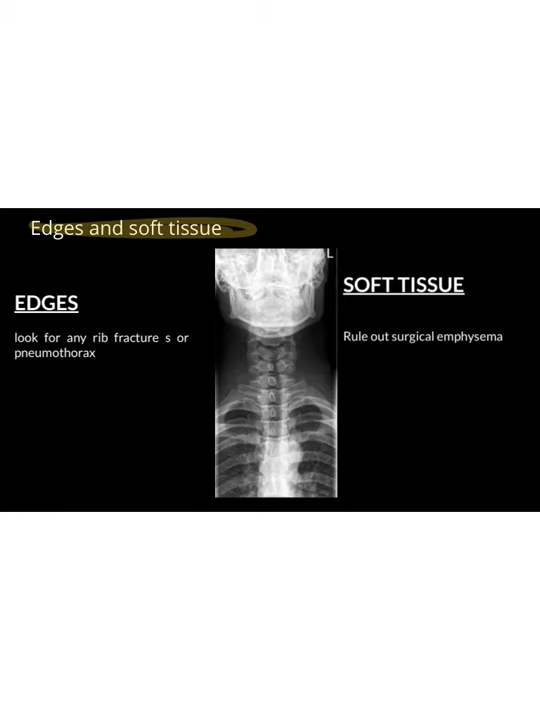 Edges and soft tissue
EDGES
look for any rib fracture s or
pneumothorax
L
SOFT TISSUE
Rule out surgical emphysema